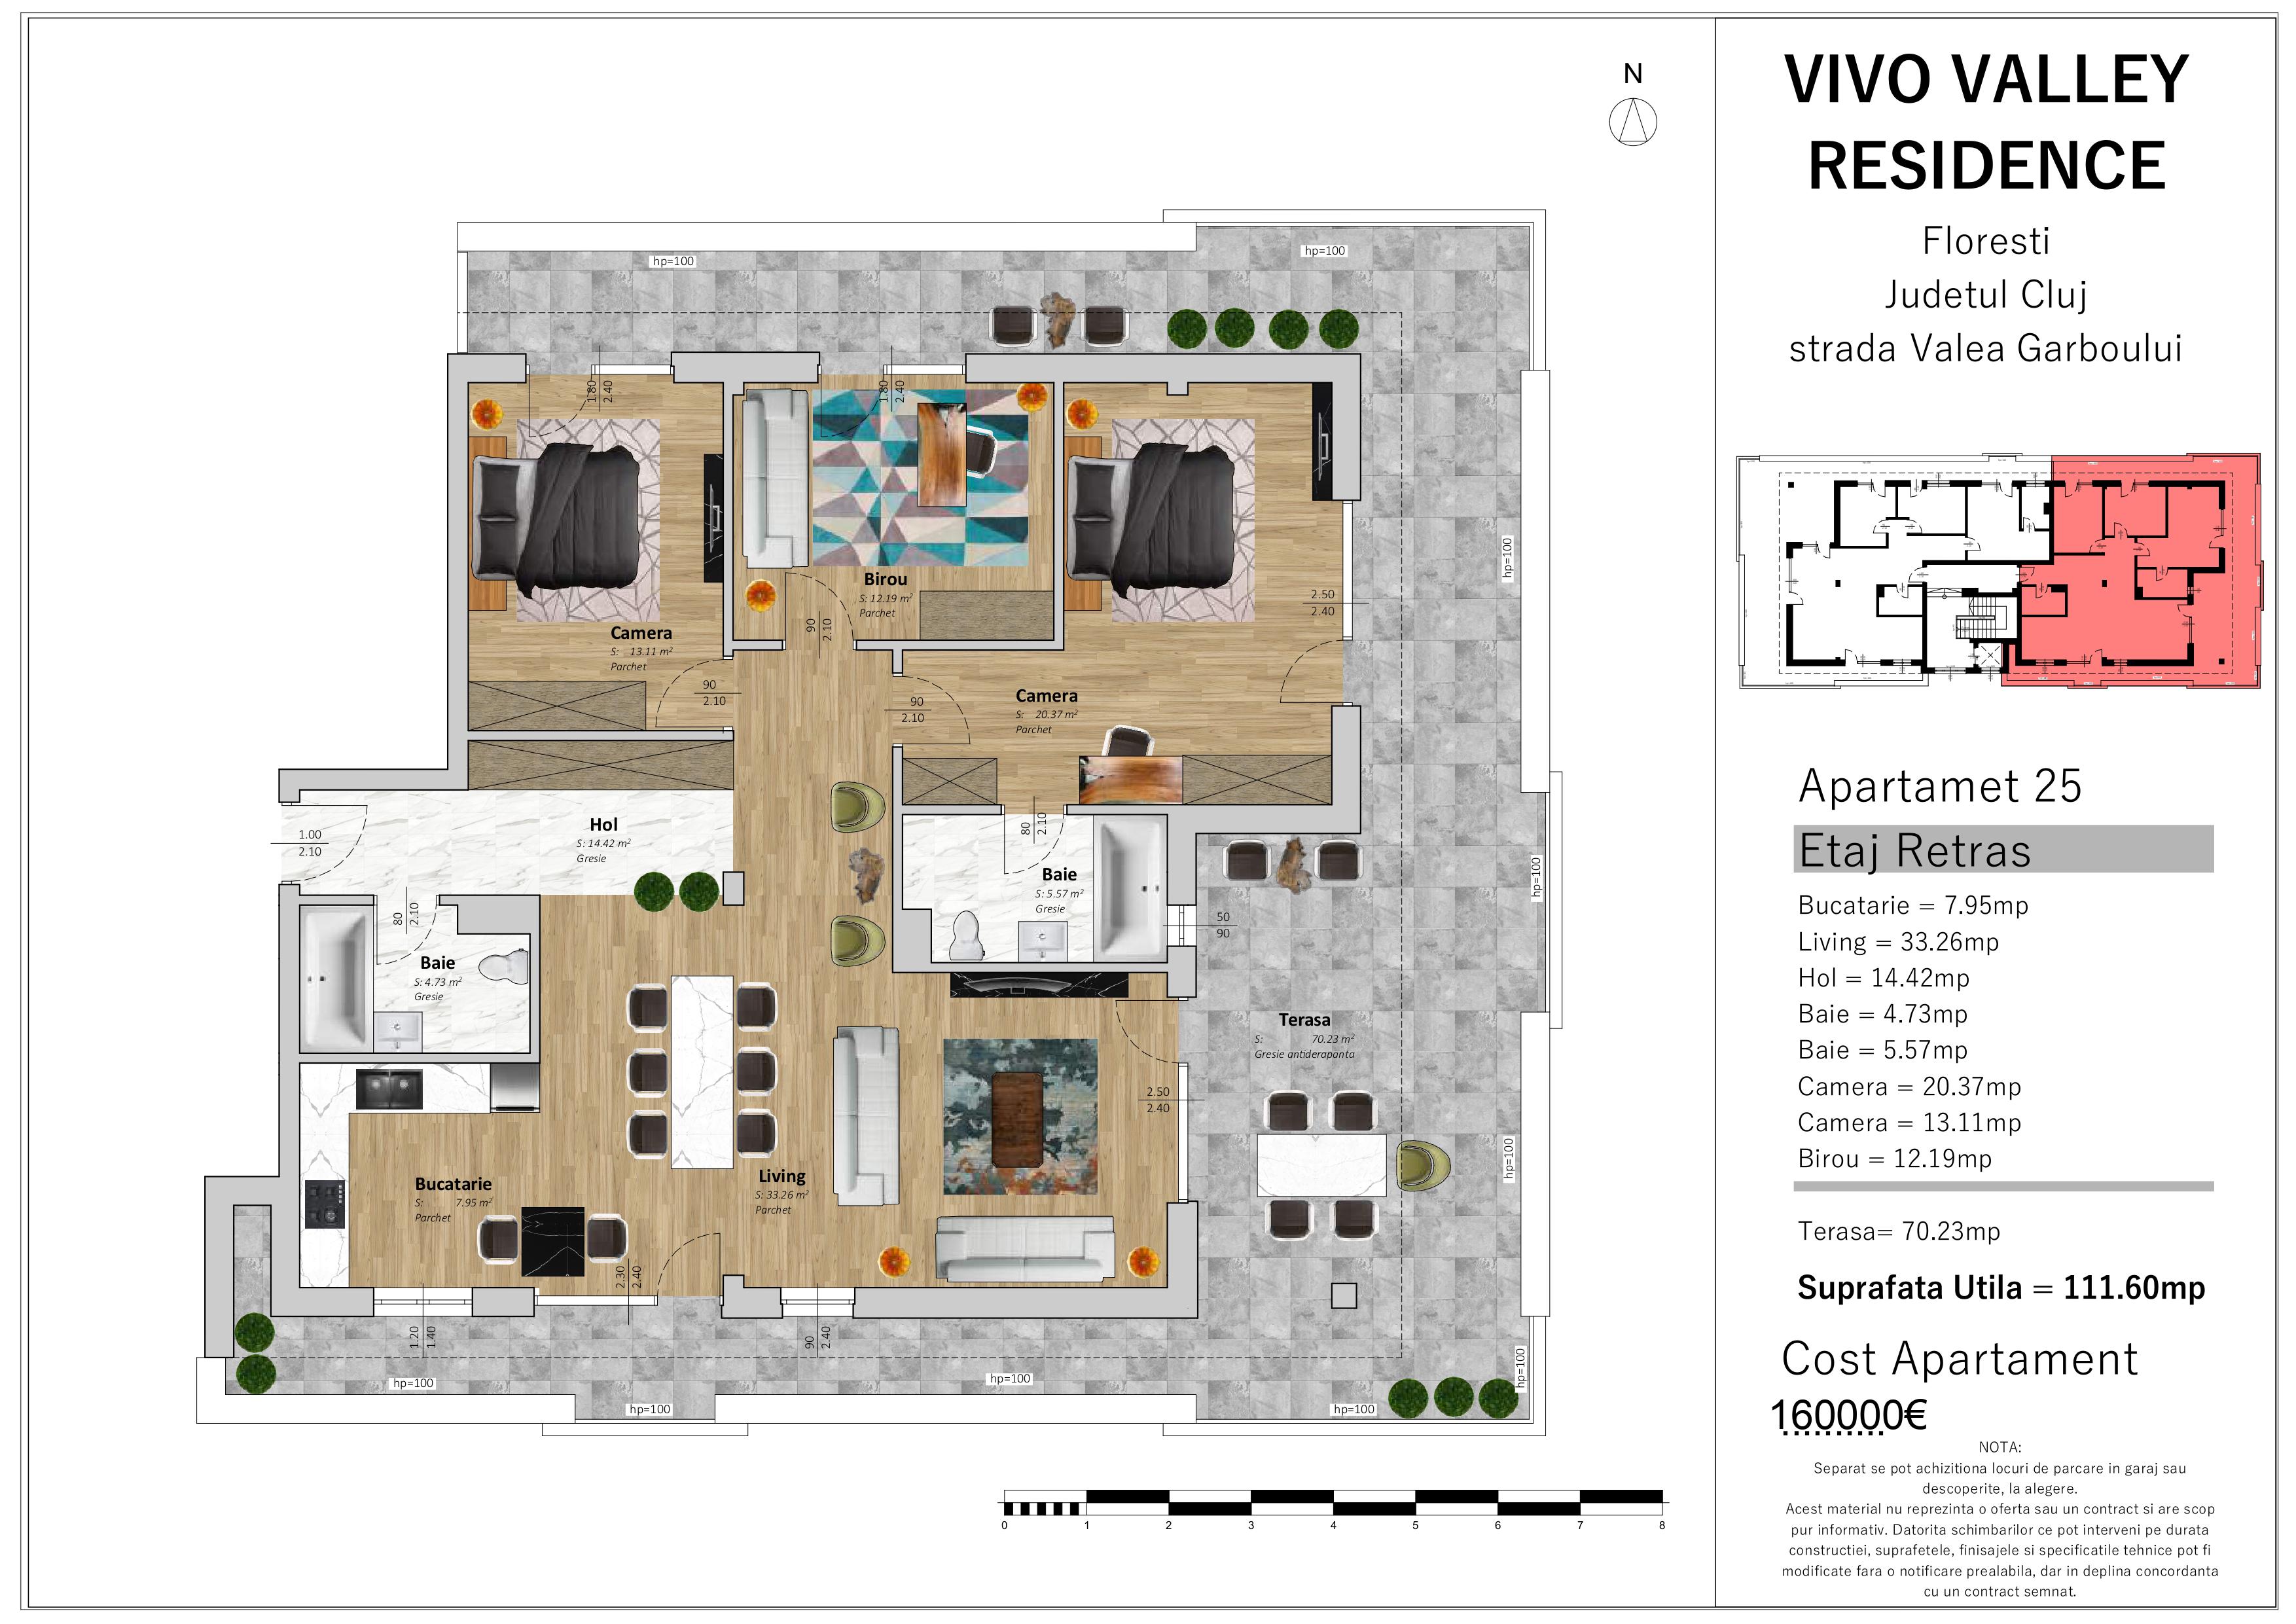 N
hp=100
hp=100
1.80
2.40
1.80
2.40
hp=100
Birou
S: 12.19 m²
Parchet
2.50
2.40
90
2.10
Camera
S: 13.11 m²
Parchet
90
2.10
90
2.10
Camera
S: 20.37 m²
Parchet
1.00
2.10
Hol
S: 14.42 m²
Gresie
80
2.10
Baie
S: 5.57 m²
Gresie
hp=100
80
2.10
50
90
Baie
S: 4.73 m²
Gresie
Terasa
S: 70.23 m²
Gresie antiderapanta
2.50
2.40
hp=100
Bucatarie
S: 7.95 m²
Parchet
Living
S: 33.26 m²
Parchet
2.30
2.40
1.20
1.40
90
2.40
hp=100
hp=100
hp=100
hp=100
hp=100
0 1 2 3 4 5 6 7 8
VIVO VALLEY
RESIDENCE
Floresti
Judetul Cluj
strada Valea Garboului
Apartamet 25
Etaj Retras
Bucatarie = 7.95mp
Living = 33.26mp
Hol = 14.42mp
Baie = 4.73mp
Baie = 5.57mp
Camera = 20.37mp
Camera = 13.11mp
Birou = 12.19mp
Terasa= 70.23mp
Suprafata Utila = 111.60mp
Cost Apartament
160000€
NOTA:
Separat se pot achizitiona locuri de parcare in garaj sau
descoperite, la alegere.
Acest material nu reprezinta o oferta sau un contract si are scop
pur informativ. Datorita schimbarilor ce pot interveni pe durata
constructiei, suprafetele, finisajele si specificatile tehnice pot fi
modificate fara o notificare prealabila, dar in deplina concordanta
cu un contract semnat.